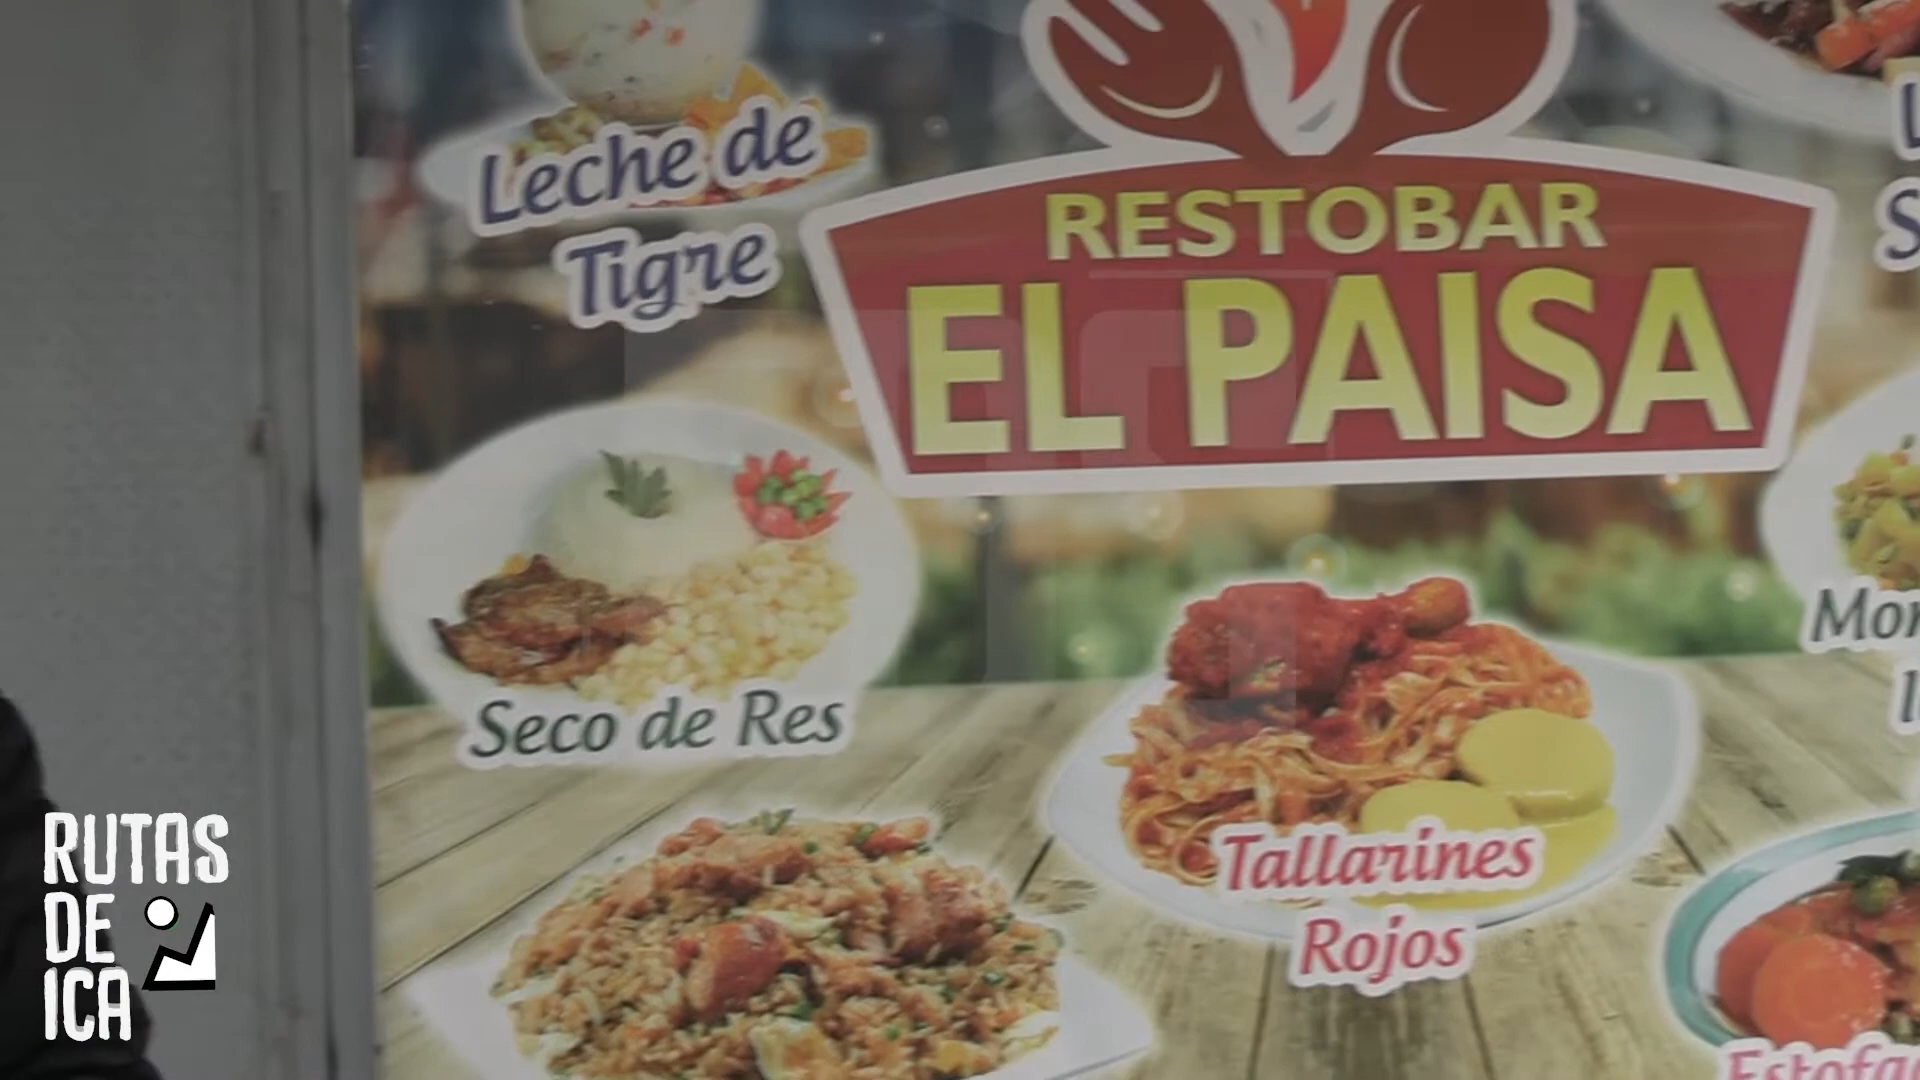 Leche de
Tigre
RESTOBAR
EL PAISA
Seco de Res
Tallarines
Rojos
RUTAS
DE
ICA